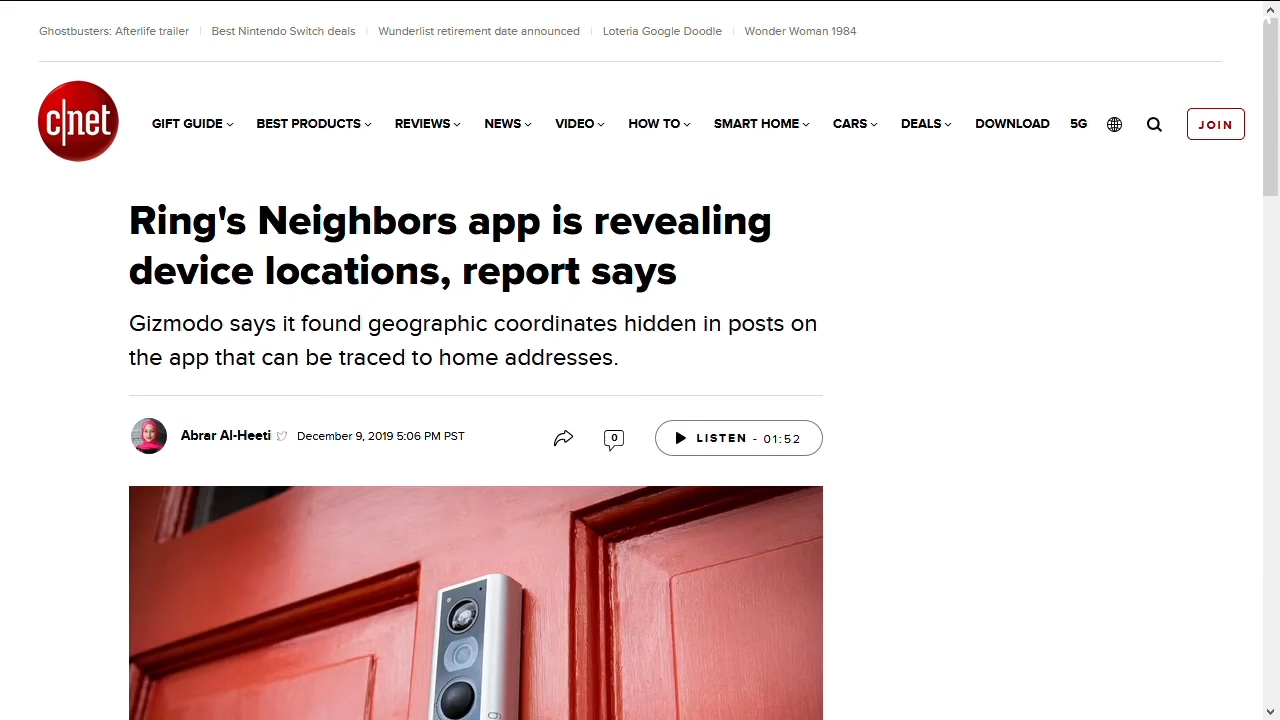 Ghostbusters: Afterlife trailer Best Nintendo Switch deals Wunderlist retirement date announced Loteria Google Doodle Wonder Woman 1984
c|net GIFT GUIDE BEST PRODUCTS REVIEWS NEWS VIDEO HOW TO SMART HOME CARS DEALS DOWNLOAD 5G JOIN
Ring's Neighbors app is revealing
device locations, report says
Gizmodo says it found geographic coordinates hidden in posts on
the app that can be traced to home addresses.
Abrar Al-Heeti December 9, 2019 5:06 PM PST 0 LISTEN - 01:52